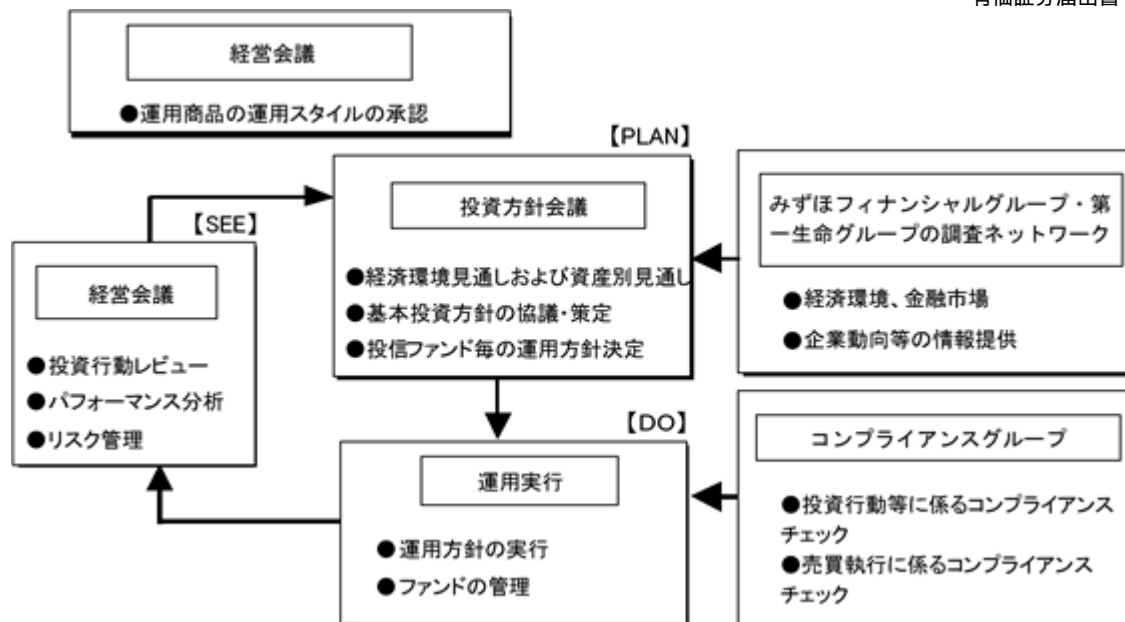 経営会議
●運用商品の運用スタイルの承認
【PLAN】
投資方針会議
●経済環境見通しおよび資産別見通し
●基本投資方針の協議・策定
●投信ファンド毎の運用方針決定
みずほフィナンシャルグループ・第
一生命グループの調査ネットワーク
●経済環境、金融市場
●企業動向等の情報提供
【SEE】
経営会議
●投資行動レビュー
●パフォーマンス分析
●リスク管理
【DO】
運用実行
●運用方針の実行
●ファンドの管理
コンプライアンスグループ
●投資行動等に係るコンプライアンス
チェック
●売買執行に係るコンプライアンス
チェック